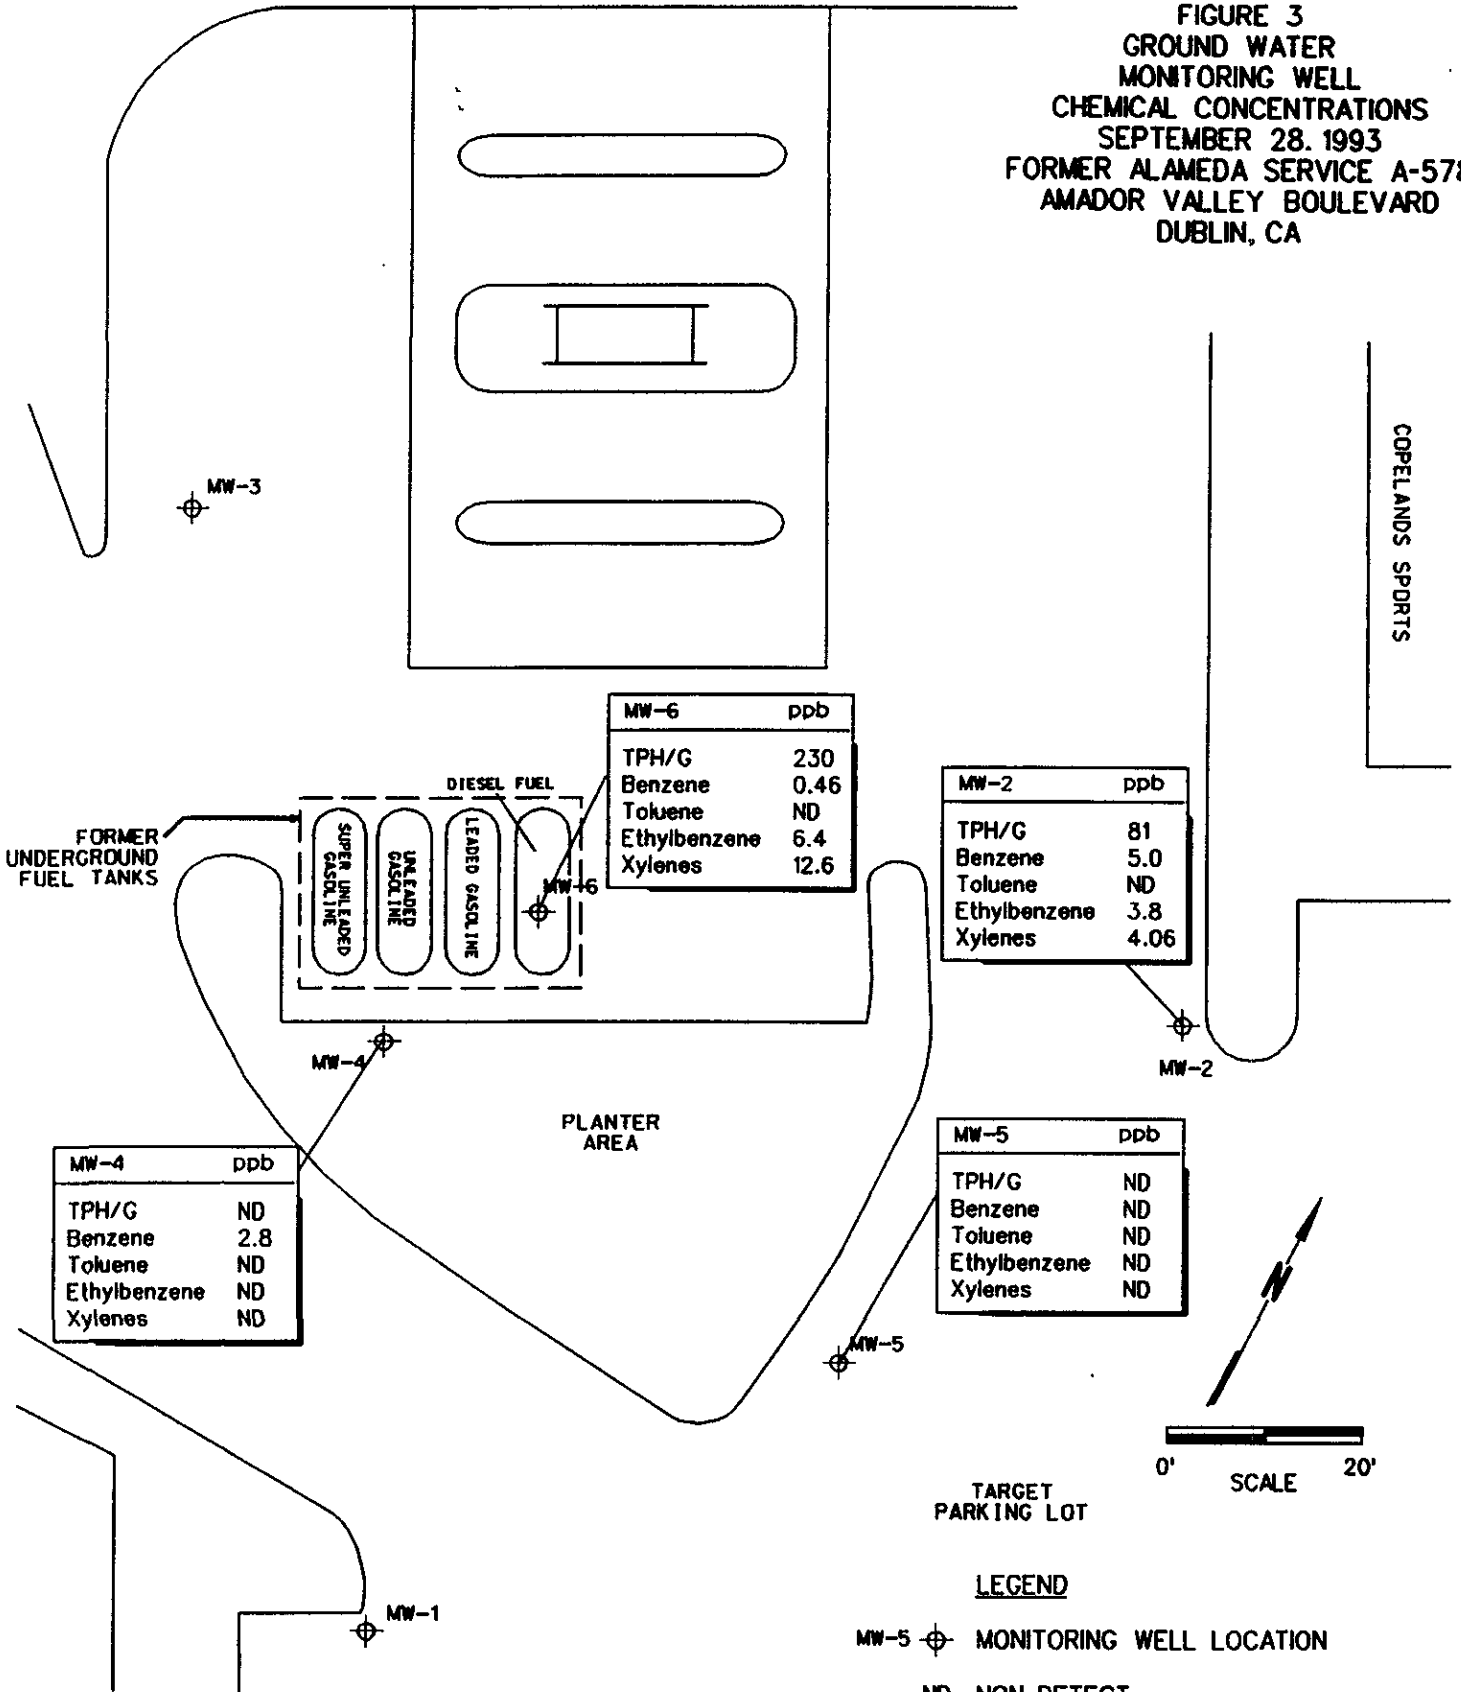 FIGURE 3
GROUND WATER
MONITORING WELL
CHEMICAL CONCENTRATIONS
SEPTEMBER 28. 1993
FORMER ALAMEDA SERVICE A-578
AMADOR VALLEY BOULEVARD
DUBLIN, CA
COPELANDS SPORTS
MW-3
MW-6 ppb
TPH/G 230
Benzene 0.46
Toluene ND
Ethylbenzene 6.4
Xylenes 12.6
DIESEL FUEL
FORMER
UNDERGROUND
FUEL TANKS
SUPER UNLEADED
GASOLINE
UNLEADED
GASOLINE
LEADED GASOLINE
MW-6
MW-2 ppb
TPH/G 81
Benzene 5.0
Toluene ND
Ethylbenzene 3.8
Xylenes 4.06
MW-4
MW-2
PLANTER
AREA
MW-4 ppb
TPH/G ND
Benzene 2.8
Toluene ND
Ethylbenzene ND
Xylenes ND
MW-5 ppb
TPH/G ND
Benzene ND
Toluene ND
Ethylbenzene ND
Xylenes ND
MW-5
N
0' 20'
SCALE
TARGET
PARKING LOT
LEGEND
MW-5 MONITORING WELL LOCATION
MW-1
ND NON DETECT